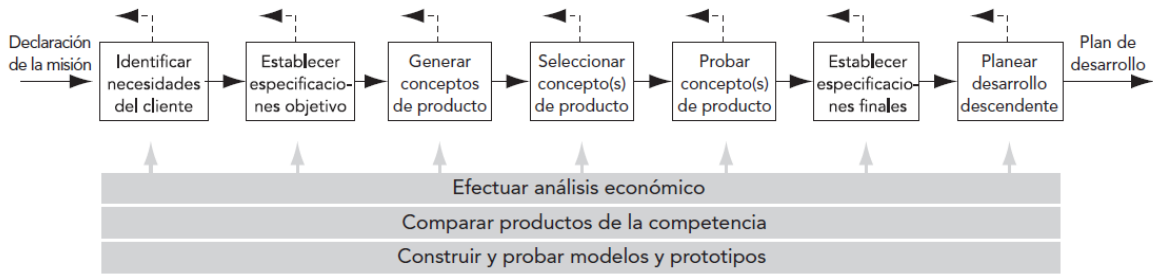 Declaración
de la misión
Identificar
necesidades
del cliente
Establecer
especificacio-
nes objetivo
Generar
conceptos
de producto
Seleccionar
concepto(s)
de producto
Probar
concepto(s)
de producto
Establecer
especificacio-
nes finales
Planear
desarrollo
descendente
Plan de
desarrollo
Efectuar análisis económico
Comparar productos de la competencia
Construir y probar modelos y prototipos